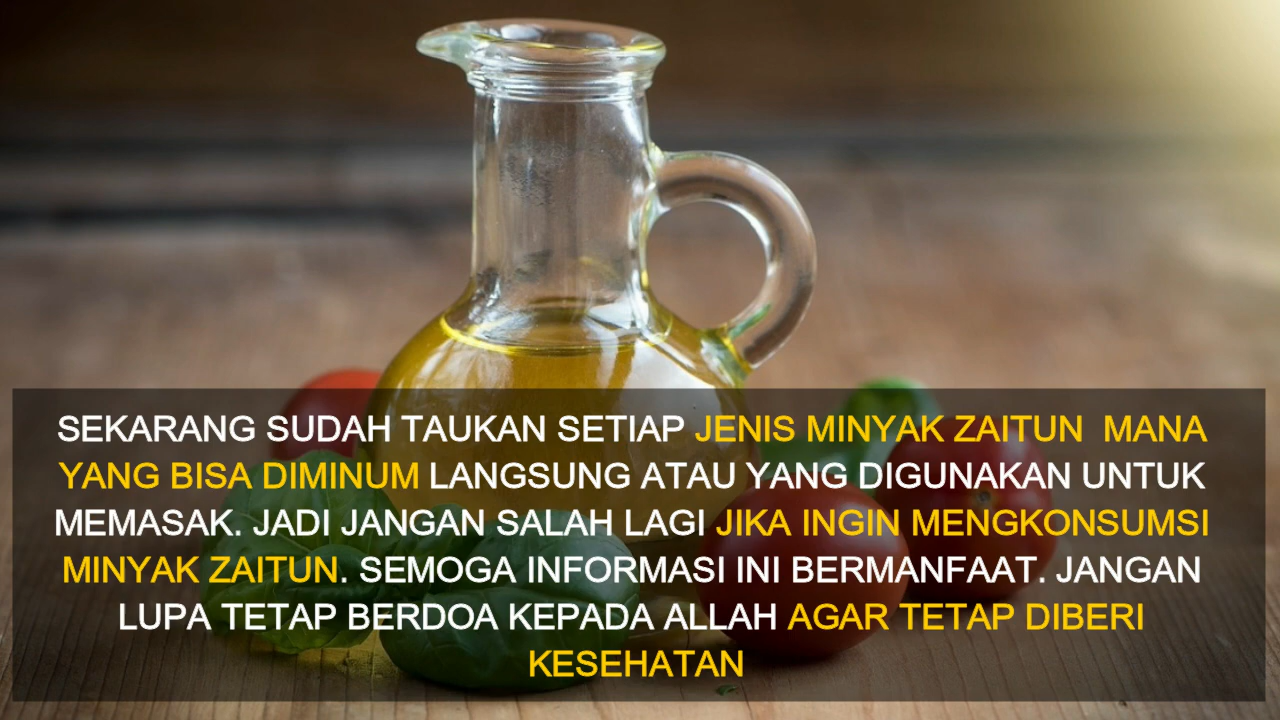 SEKARANG SUDAH TAUKAN SETIAP JENIS MINYAK ZAITUN  MANA
YANG BISA DIMINUM LANGSUNG ATAU YANG DIGUNAKAN UNTUK
MEMASAK. JADI JANGAN SALAH LAGI JIKA INGIN MENGKONSUMSI
MINYAK ZAITUN. SEMOGA INFORMASI INI BERMANFAAT. JANGAN
LUPA TETAP BERDOA KEPADA ALLAH AGAR TETAP DIBERI
KESEHATAN